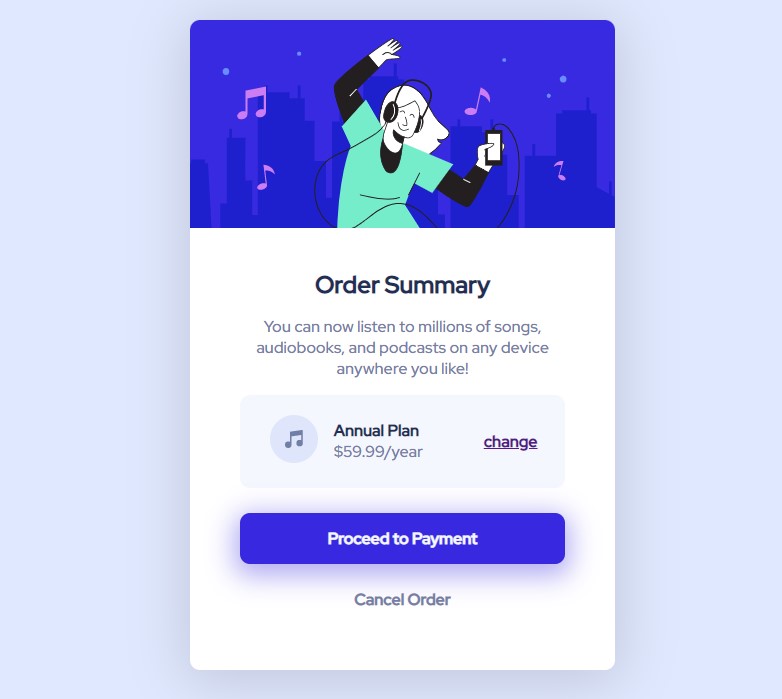 Order Summary
You can now listen to millions of songs,
audiobooks, and podcasts on any device
anywhere you like!
Annual Plan
$59.99/year
change
Proceed to Payment
Cancel Order